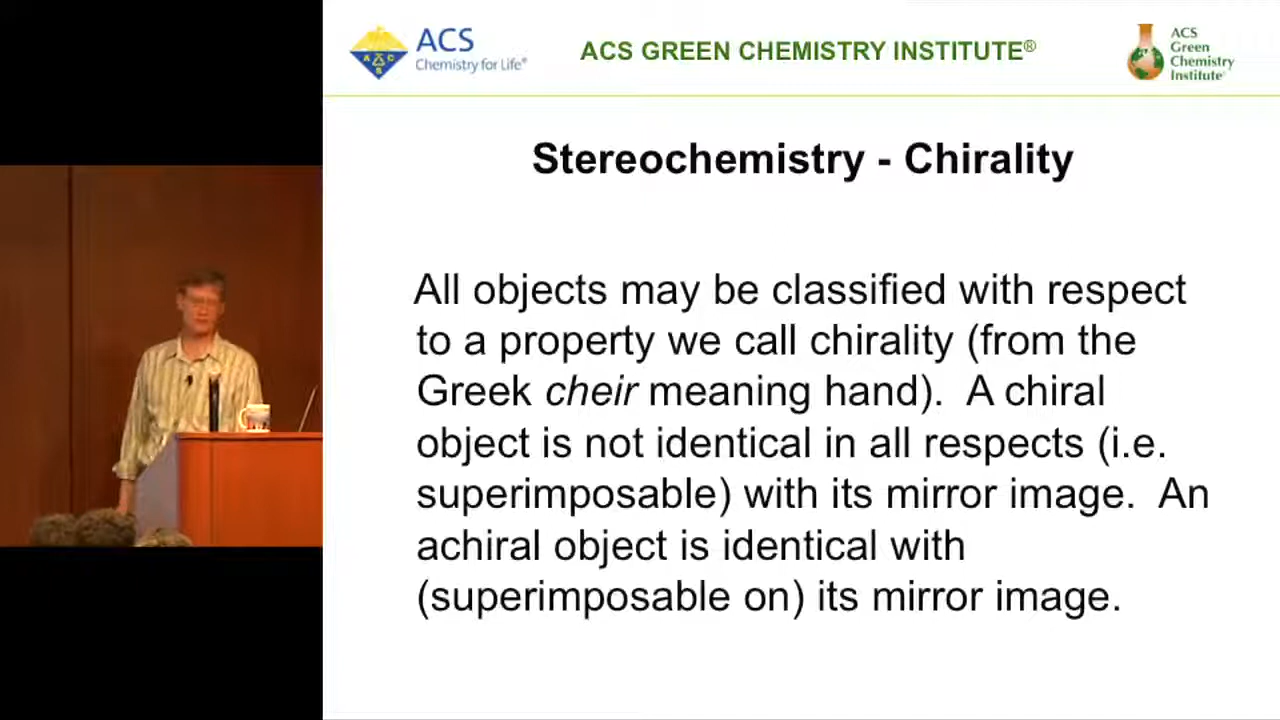 ACS
Chemistry for Life®
A C S
ACS GREEN CHEMISTRY INSTITUTE®
ACS
Green
Chemistry
Institute®
Stereochemistry - Chirality
All objects may be classified with respect
to a property we call chirality (from the
Greek cheir meaning hand).  A chiral
object is not identical in all respects (i.e.
superimposable) with its mirror image.  An
achiral object is identical with
(superimposable on) its mirror image.